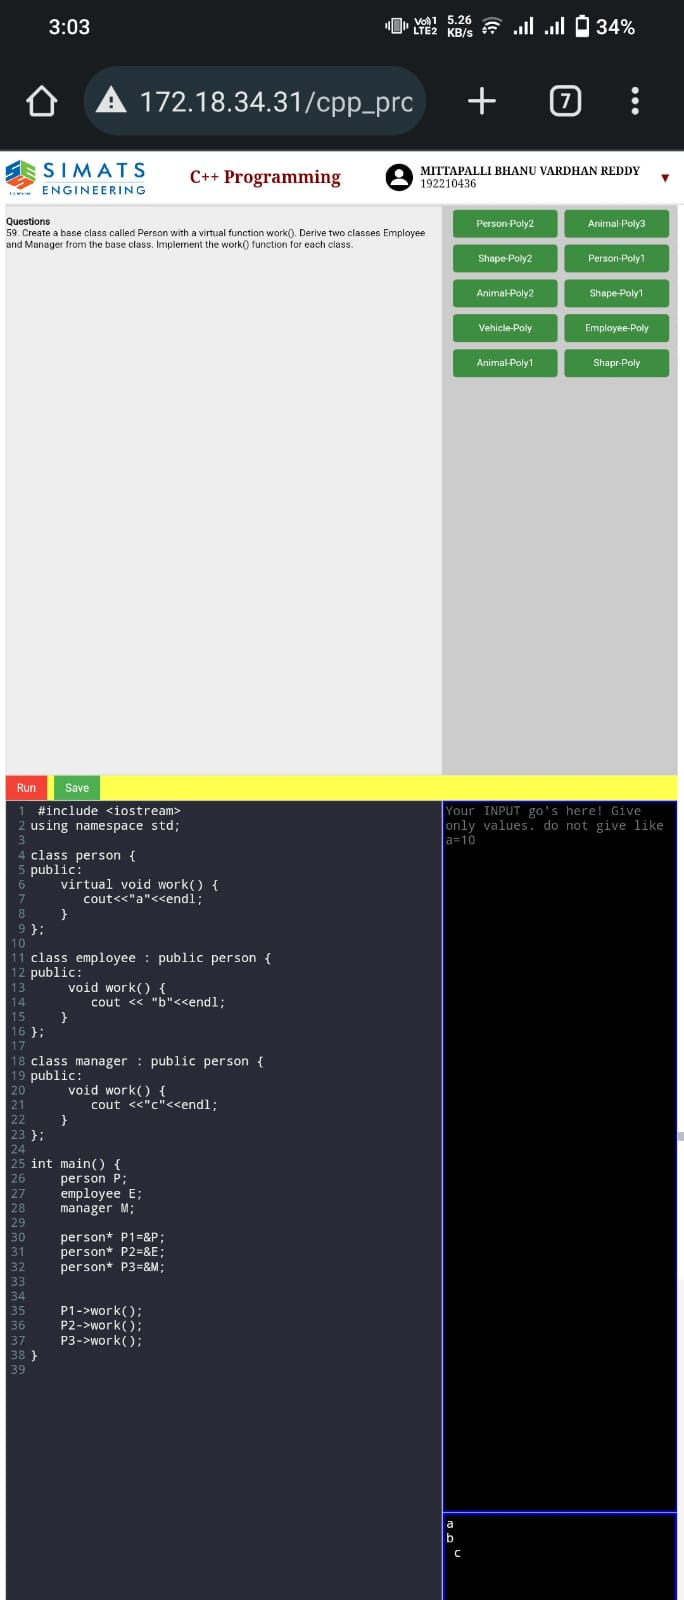 3:03
Vo)) 1
LTE2
5.26
KB/s
34%
172.18.34.31/cpp_prc
7
SIMATS
ENGINEERING
C++ Programming
MITTAPALLI BHANU VARDHAN REDDY
192210436
Questions
59. Create a base class called Person with a virtual function work(). Derive two classes Employee
and Manager from the base class. Implement the work() function for each class.
Person-Poly2
Animal-Poly3
Shape-Poly2
Person-Poly1
Animal-Poly2
Shape-Poly1
Vehicle-Poly
Employee-Poly
Animal-Poly1
Shapr-Poly
Run
Save
1 #include <iostream>
2 using namespace std;
3
4 class person {
5 public:
6 virtual void work() {
7 cout<<"a"<<endl;
8 }
9 };
10
11 class employee : public person {
12 public:
13 void work() {
14 cout << "b"<<endl;
15 }
16 };
17
18 class manager : public person {
19 public:
20 void work() {
21 cout <<"c"<<endl;
22 }
23 };
24
25 int main() {
26 person P;
27 employee E;
28 manager M;
29
30 person* P1=&P;
31 person* P2=&E;
32 person* P3=&M;
33
34
35 P1->work();
36 P2->work();
37 P3->work();
38 }
39
Your INPUT go's here! Give
only values. do not give like
a=10
a
b
c